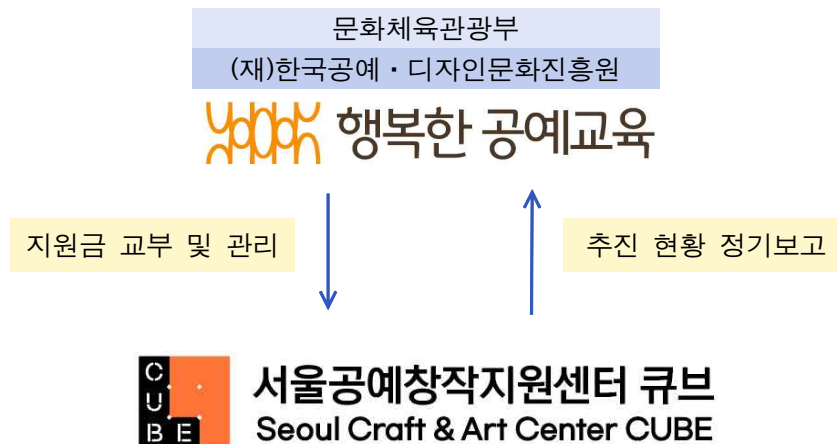 문화체육관광부
(재)한국공예·디자인문화진흥원
행복한 공예교육
지원금 교부 및 관리
추진 현황 정기보고
CUBE
서울공예창작지원센터 큐브
Seoul Craft & Art Center CUBE